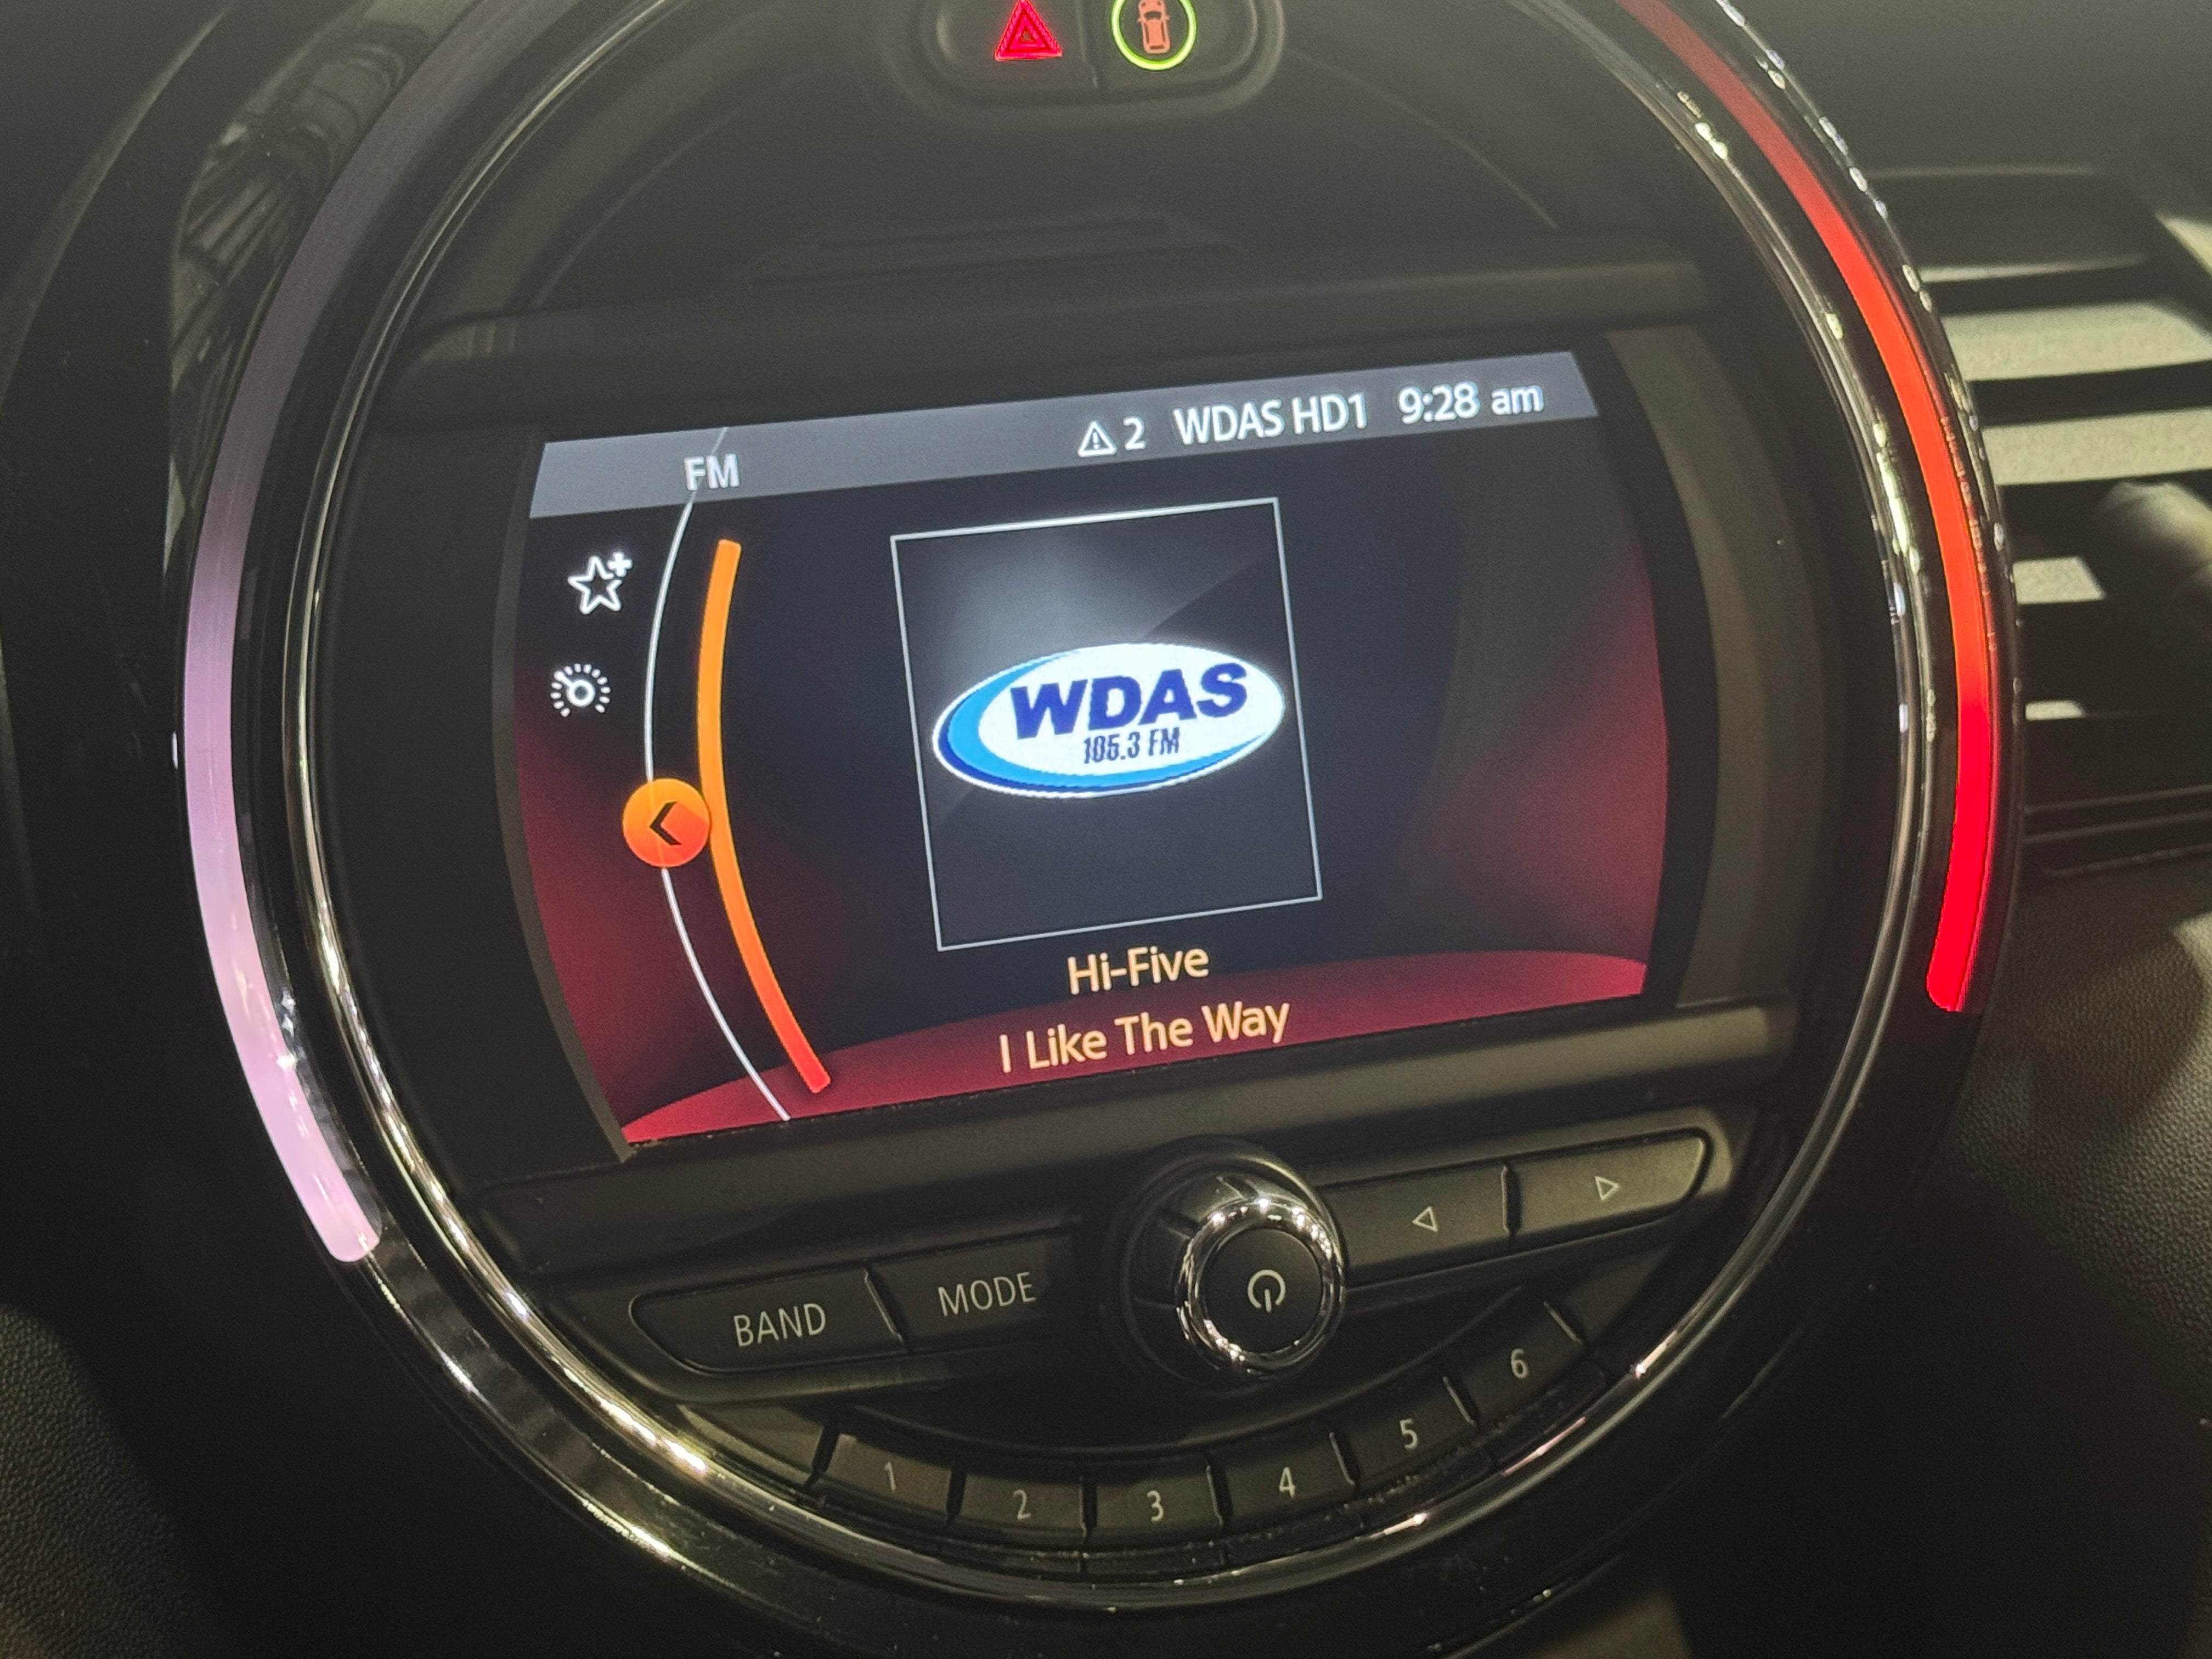 2 WDAS HD1 9:28 am
FM
WDAS
105.3 FM
Hi-Five
I Like The Way
BAND
MODE
1
2
3
4
5
6